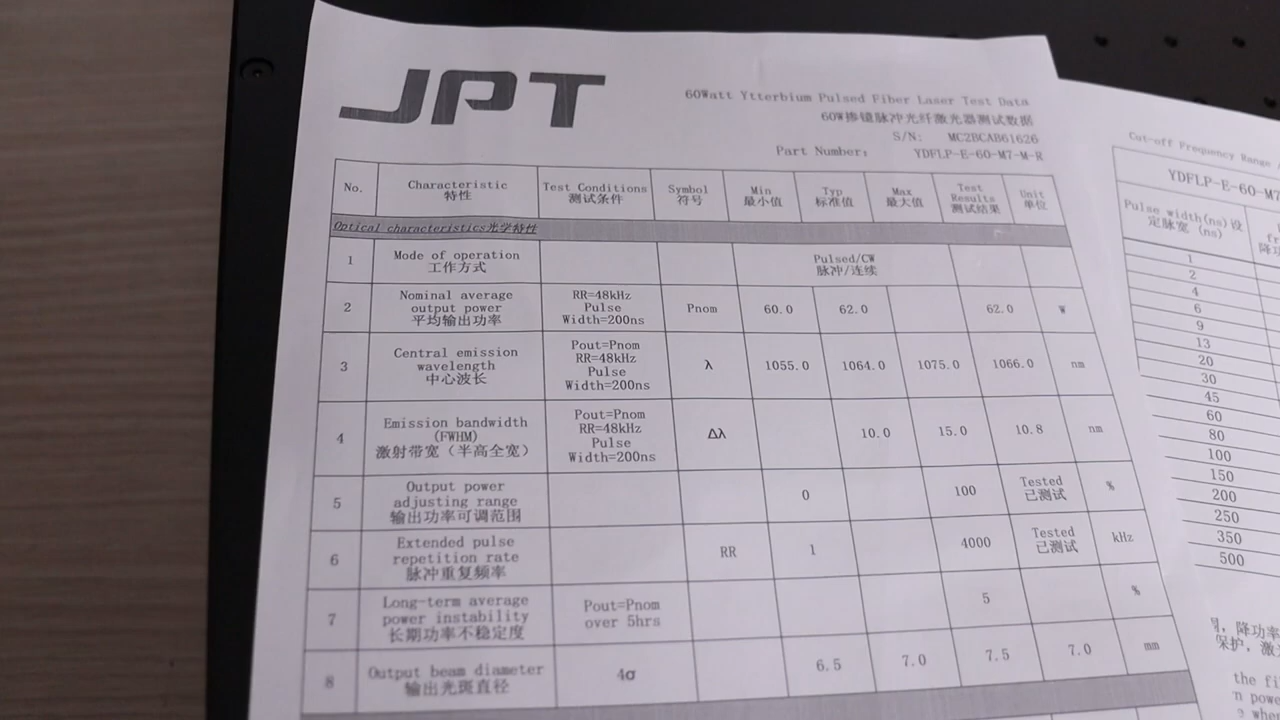 JPT
60Watt Ytterbium Pulsed Fiber Laser Test Data
60W掺镱脉冲光纤激光器测试数据
S/N: MC2BCAB61626
Part Number: YDFLP-E-60-M7-M-R
No. Characteristic Test Conditions Symbol Min Typ Max Test Results Unit
特性 测试条件 符号 最小值 标准值 最大值 测试结果 单位
Optical characteristics光学特性
1 Mode of operation Pulsed/CW
工作方式 脉冲/连续
Nominal average RR=48kHz
2 output power Pulse Pnom 60.0 62.0 62.0 W
平均输出功率 Width=200ns
Pout=Pnom
Central emission RR=48kHz
3 wavelength Pulse λ 1055.0 1064.0 1075.0 1066.0 nm
中心波长 Width=200ns
Pout=Pnom
Emission bandwidth RR=48kHz
4 (FWHM) Pulse Δλ 10.0 15.0 10.8 nm
激射带宽（半高全宽） Width=200ns
Output power Tested
5 adjusting range 0 100 已测试 %
输出功率可调范围
Extended pulse Tested
6 repetition rate RR 1 4000 已测试 kHz
脉冲重复频率
Long-term average Pout=Pnom
7 power instability over 5hrs 5 %
长期功率不稳定度
8 Output beam diameter 4σ 6.5 7.0 7.5 7.0 mm
输出光斑直径
Cut-off Frequency Range
YDFLP-E-60-M7
Pulse width(ns)设
定脉宽 (ns)
降功
1
2
4
6
9
13
20
30
45
60
80
100
150
200
250
350
500
降功率
保护，激
the fi
n powe
whe